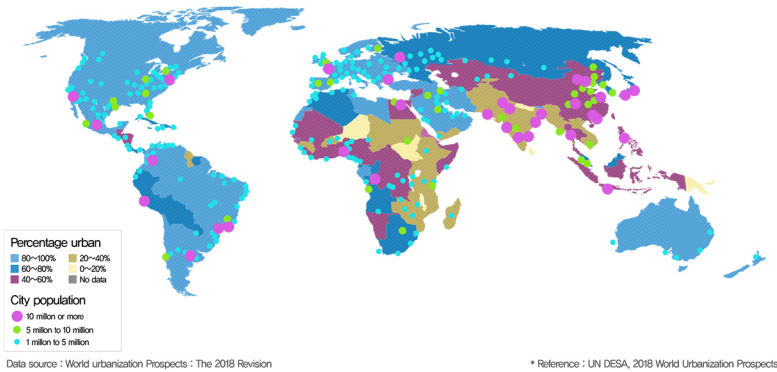 Percentage urban
80~100%
60~80%
40~60%
20~40%
0~20%
No data
City population
10 millon or more
5 millon to 10 million
1 millon to 5 million
Data source : World urbanization Prospects : The 2018 Revision
* Reference : UN DESA, 2018 World Urbanization Prospects